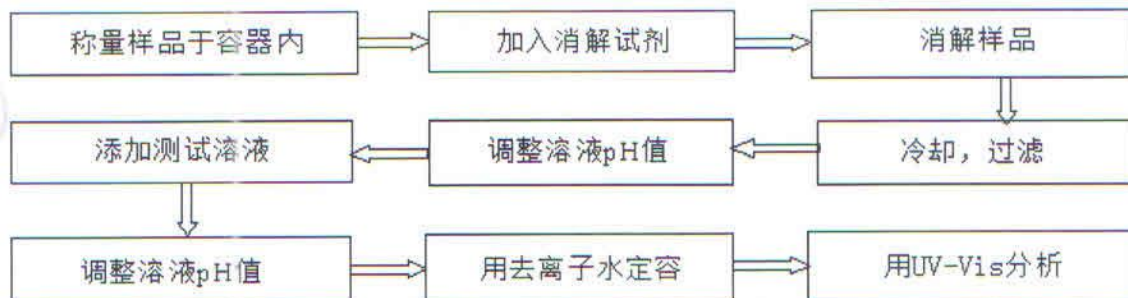 称量样品于容器内
加入消解试剂
消解样品
冷却，过滤
调整溶液pH值
添加测试溶液
调整溶液pH值
用去离子水定容
用UV-Vis分析